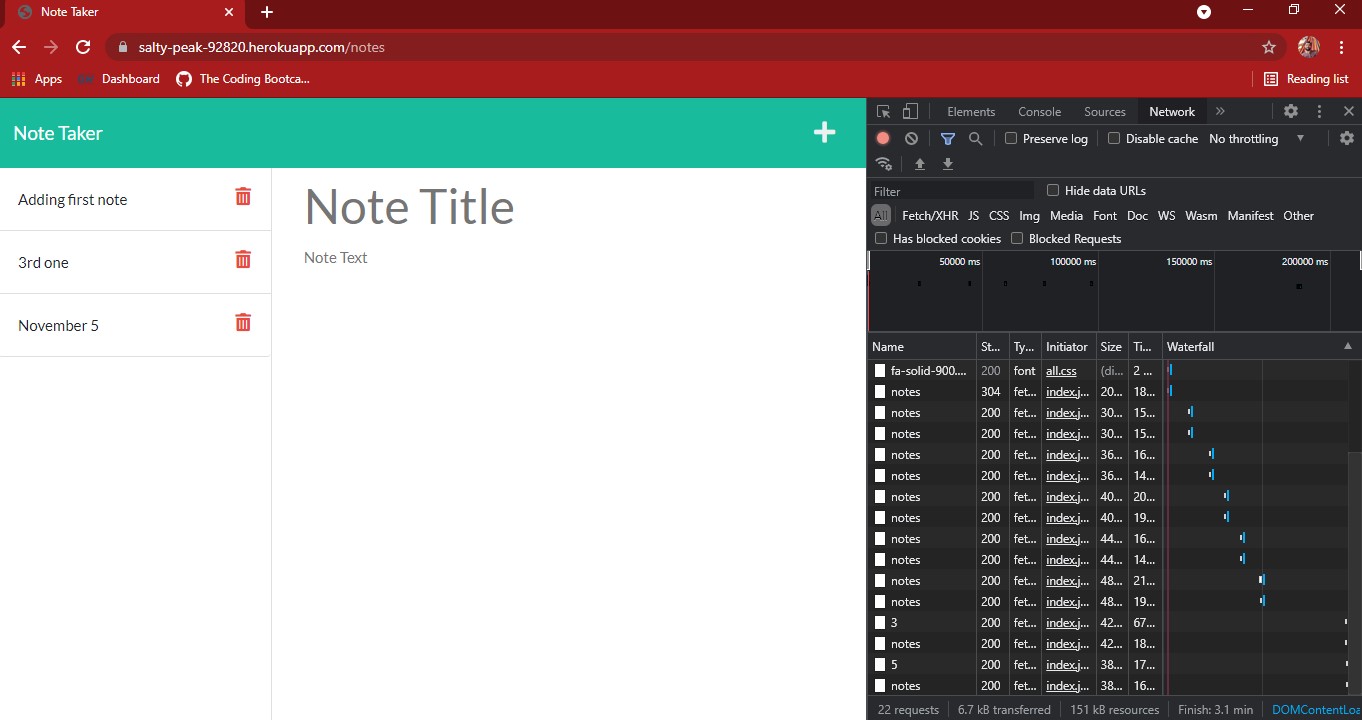 Note Taker
salty-peak-92820.herokuapp.com/notes
Apps Dashboard The Coding Bootca... Reading list
Note Taker
Adding first note
3rd one
November 5
Note Title
Note Text
Elements Console Sources Network
Preserve log Disable cache No throttling
Filter Hide data URLs
All Fetch/XHR JS CSS Img Media Font Doc WS Wasm Manifest Other
Has blocked cookies Blocked Requests
50000 ms 100000 ms 150000 ms 200000 ms
Name St... Ty... Initiator Size Ti... Waterfall
fa-solid-900.... 200 font all.css (di... 2 ...
notes 304 fet... index.j... 20... 18...
notes 200 fet... index.j... 30... 15...
notes 200 fet... index.j... 30... 15...
notes 200 fet... index.j... 36... 16...
notes 200 fet... index.j... 36... 14...
notes 200 fet... index.j... 40... 20...
notes 200 fet... index.j... 40... 19...
notes 200 fet... index.j... 44... 16...
notes 200 fet... index.j... 44... 14...
notes 200 fet... index.j... 48... 21...
notes 200 fet... index.j... 48... 19...
3 200 fet... index.j... 42... 67...
notes 200 fet... index.j... 42... 18...
5 200 fet... index.j... 38... 17...
notes 200 fet... index.j... 38... 16...
22 requests 6.7 kB transferred 151 kB resources Finish: 3.1 min DOMContentLoa